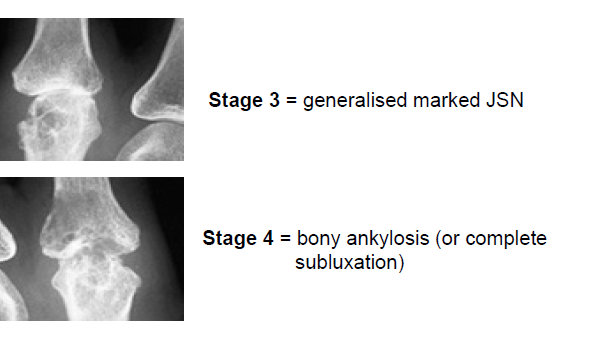 Stage 3 = generalised marked JSN
Stage 4 = bony ankylosis (or complete
subluxation)